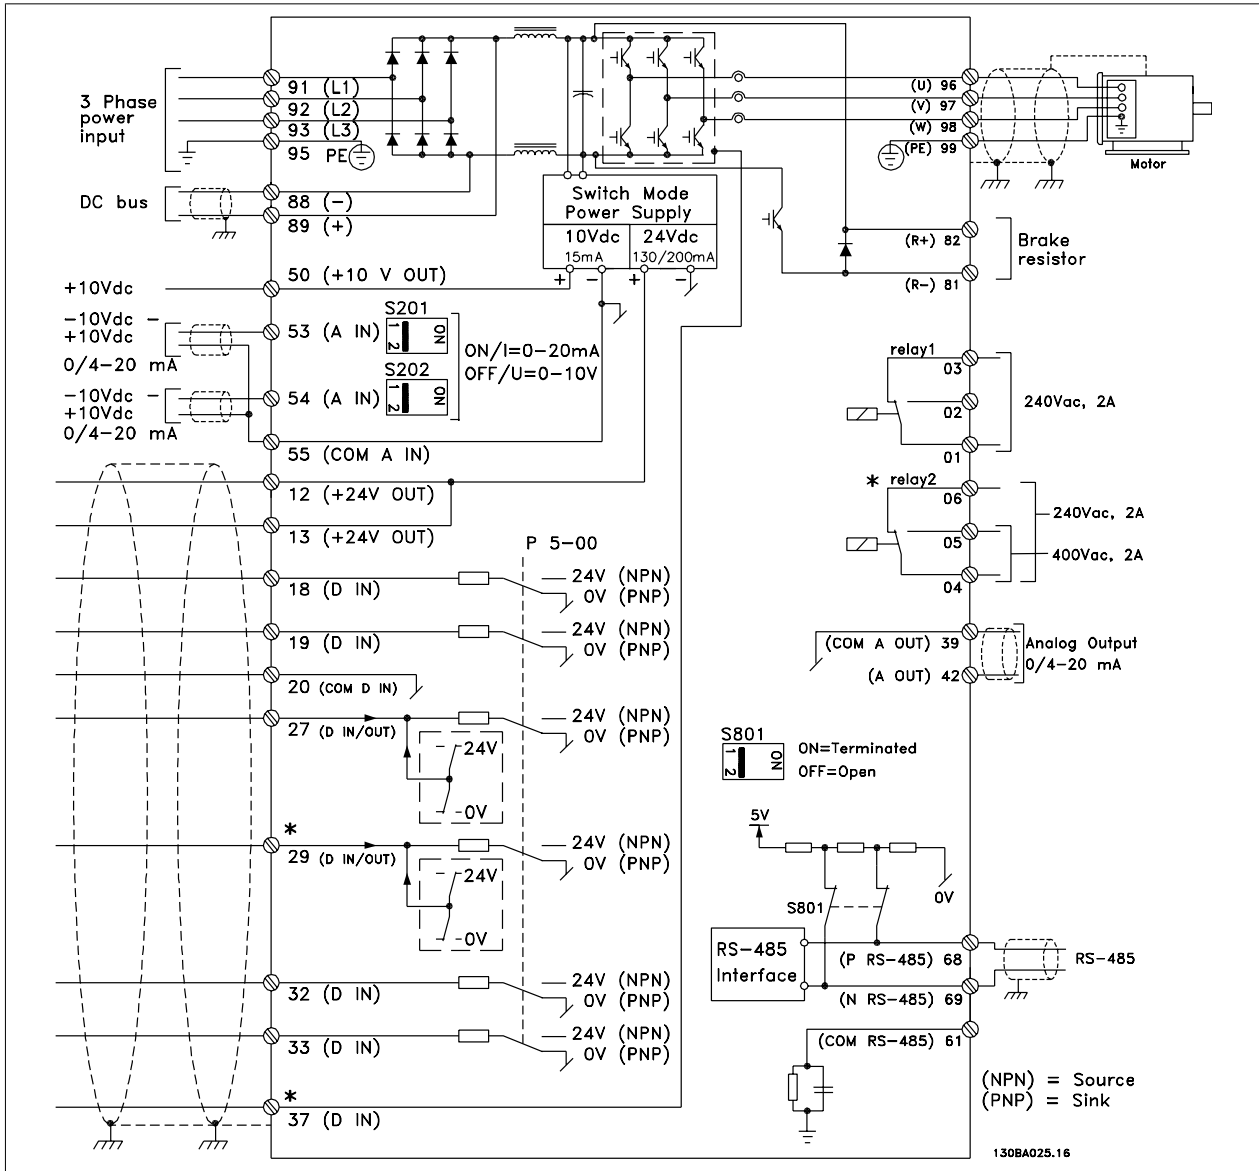 3 Phase
power
input
91 (L1)
92 (L2)
93 (L3)
95 PE
DC bus
88 (-)
89 (+)
Switch Mode
Power Supply
10Vdc
15mA
24Vdc
130/200mA
+ - + -
+10Vdc
50 (+10 V OUT)
-10Vdc -
+10Vdc
0/4-20 mA
53 (A IN)
S201
1 2
ON
-10Vdc -
+10Vdc
0/4-20 mA
54 (A IN)
S202
1 2
ON
ON/I=0-20mA
OFF/U=0-10V
55 (COM A IN)
12 (+24V OUT)
13 (+24V OUT)
P 5-00
18 (D IN)
24V (NPN)
0V (PNP)
19 (D IN)
24V (NPN)
0V (PNP)
20 (COM D IN)
27 (D IN/OUT)
24V (NPN)
0V (PNP)
24V
0V
*
29 (D IN/OUT)
24V (NPN)
0V (PNP)
24V
0V
32 (D IN)
24V (NPN)
0V (PNP)
33 (D IN)
24V (NPN)
0V (PNP)
*
37 (D IN)
(U) 96
(V) 97
(W) 98
(PE) 99
Motor
(R+) 82
(R-) 81
Brake
resistor
relay1
03
02
01
240Vac, 2A
* relay2
06
05
04
240Vac, 2A
400Vac, 2A
(COM A OUT) 39
(A OUT) 42
Analog Output
0/4-20 mA
S801
1 2
ON
ON=Terminated
OFF=Open
5V
S801
0V
RS-485
Interface
(P RS-485) 68
(N RS-485) 69
RS-485
(COM RS-485) 61
(NPN) = Source
(PNP) = Sink
130BA025.16